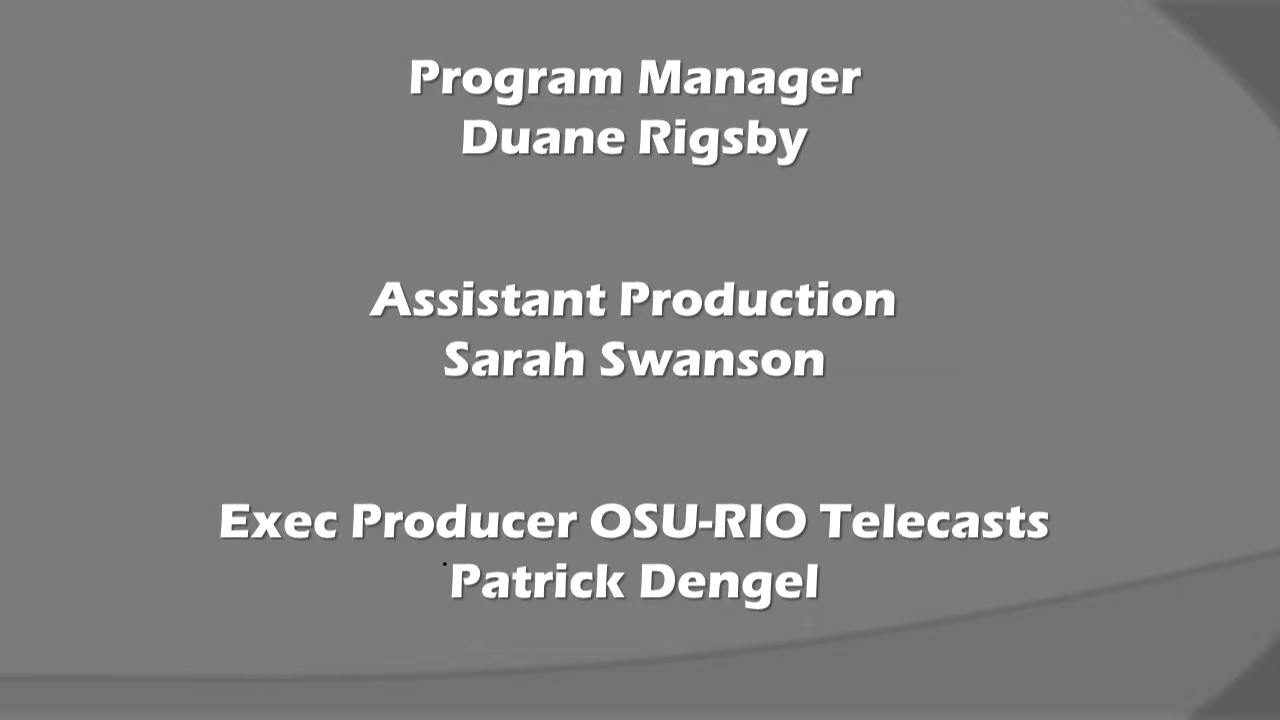 Program Manager
Duane Rigsby
Assistant Production
Sarah Swanson
Exec Producer OSU-RIO Telecasts
Patrick Dengel